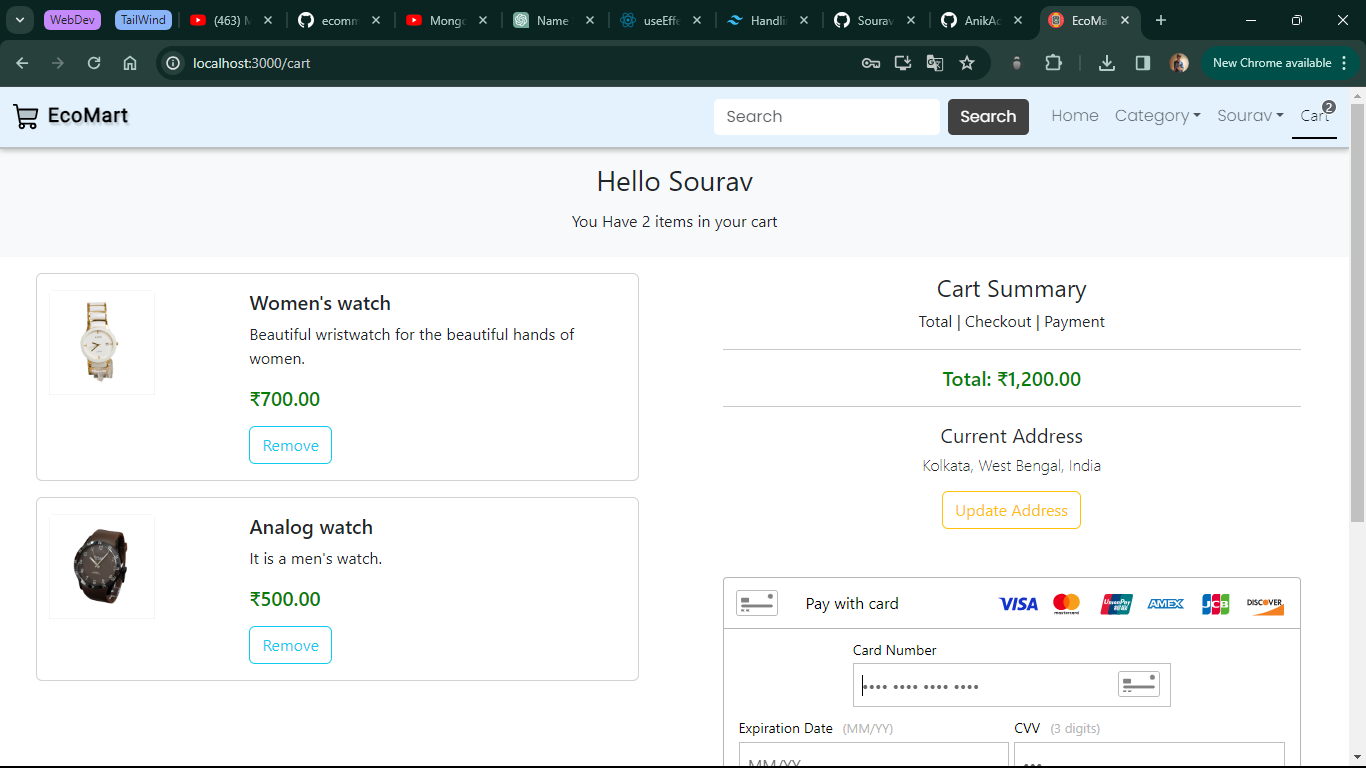 WebDev
TailWind
(463) M
ecomm
Mongo
Name
useEffe
Handli
Sourav
AnikAc
EcoMa
localhost:3000/cart
New Chrome available
EcoMart
Search
Search
Home
Category
Sourav
Cart
2
Hello Sourav
You Have 2 items in your cart
Women's watch
Beautiful wristwatch for the beautiful hands of
women.
₹700.00
Remove
Analog watch
It is a men's watch.
₹500.00
Remove
Cart Summary
Total | Checkout | Payment
Total: ₹1,200.00
Current Address
Kolkata, West Bengal, India
Update Address
Pay with card
VISA
mastercard
UnionPay
AMEX
JCB
DISCOVER
Card Number
•••• •••• •••• ••••
Expiration Date (MM/YY)
CVV (3 digits)
MM/YY
•••